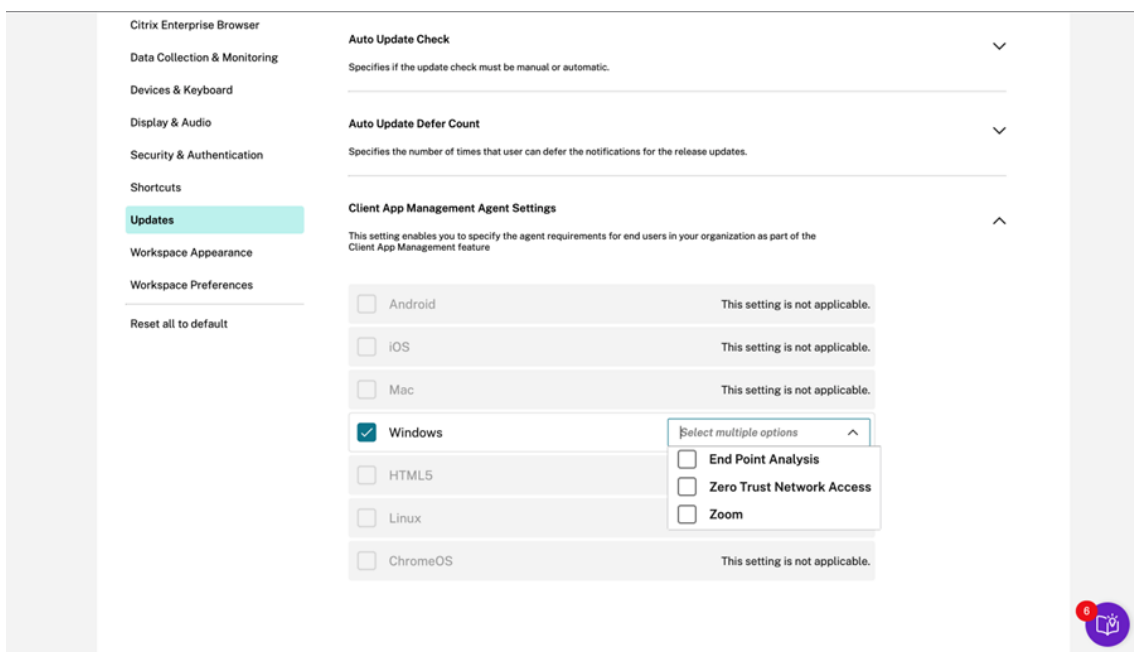 Citrix Enterprise Browser
Data Collection & Monitoring
Devices & Keyboard
Display & Audio
Security & Authentication
Shortcuts
Updates
Workspace Appearance
Workspace Preferences
Reset all to default
Auto Update Check
Specifies if the update check must be manual or automatic.
Auto Update Defer Count
Specifies the number of times that user can defer the notifications for the release updates.
Client App Management Agent Settings
This setting enables you to specify the agent requirements for end users in your organization as part of the
Client App Management feature
Android This setting is not applicable.
iOS This setting is not applicable.
Mac This setting is not applicable.
Windows Select multiple options
End Point Analysis
HTML5
Zero Trust Network Access
Zoom
Linux
ChromeOS This setting is not applicable.
6